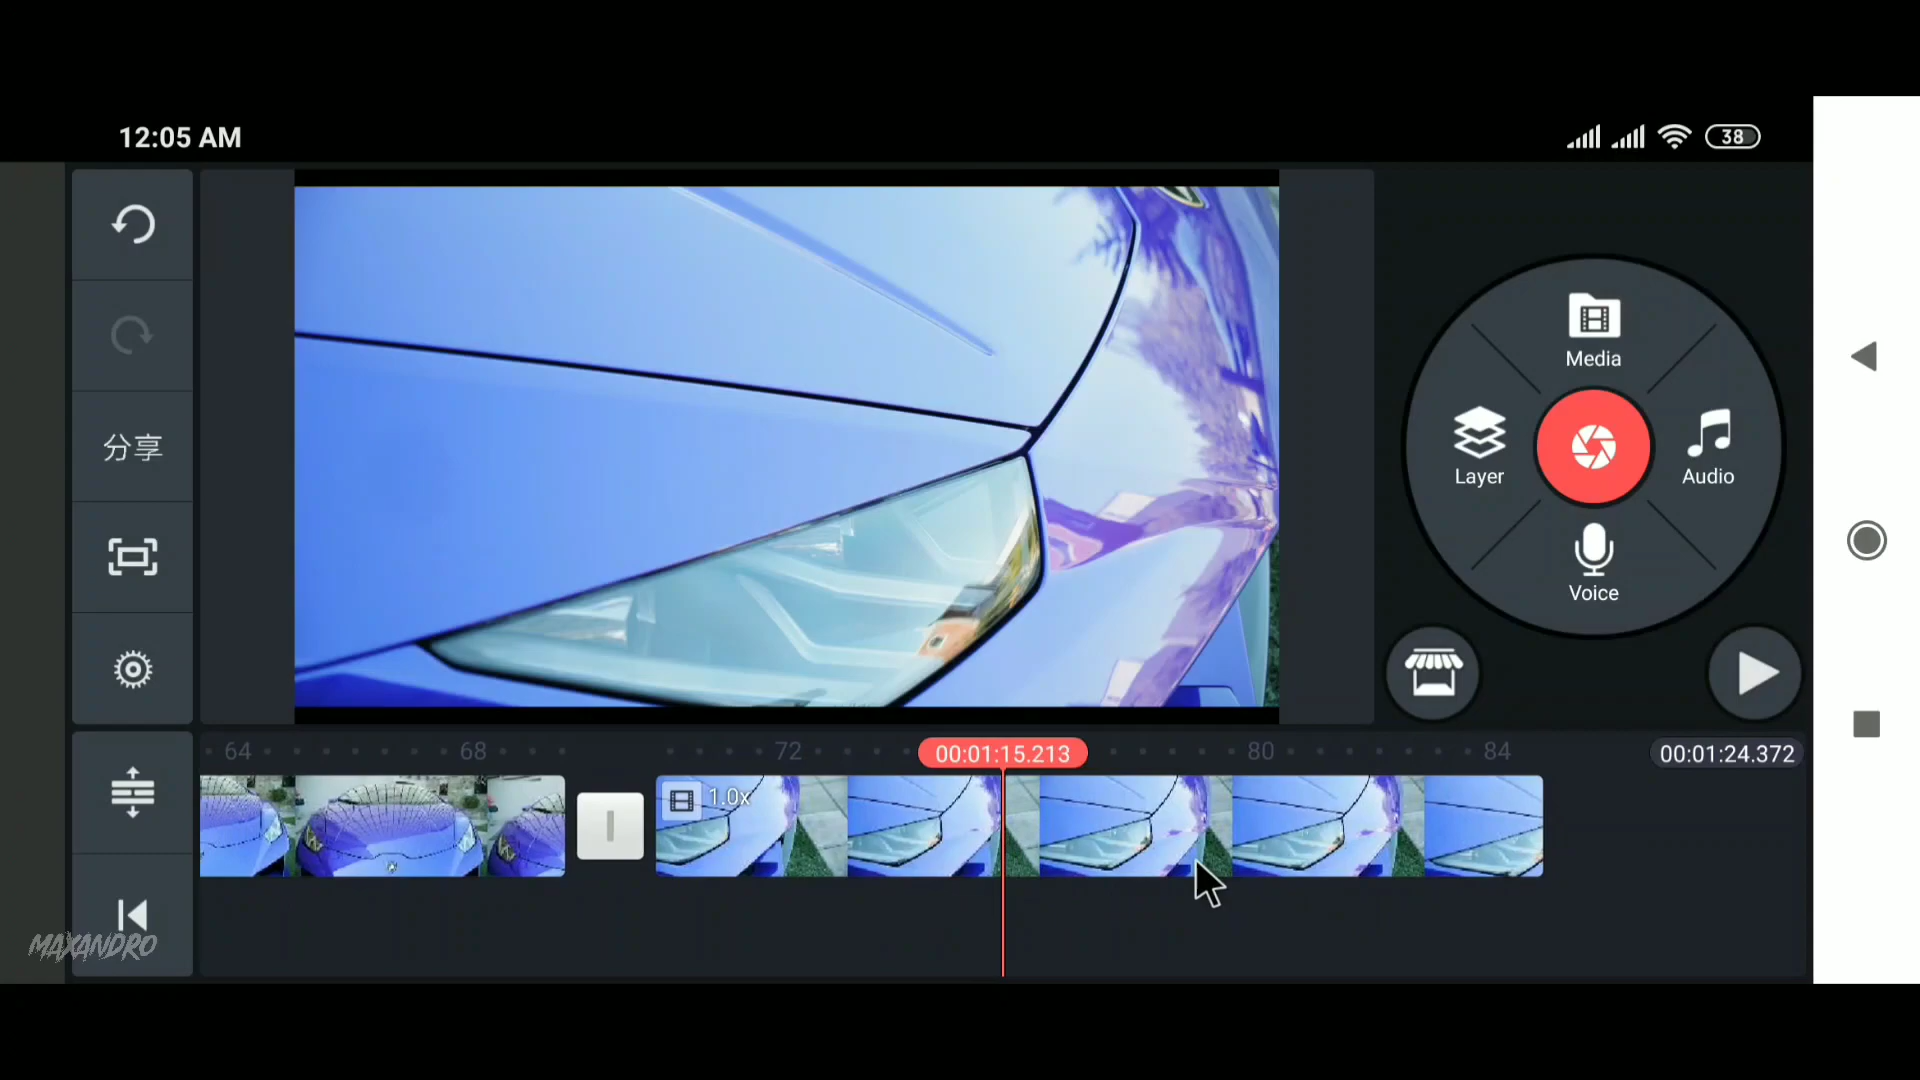 12:05 AM
38
Media
Layer
Audio
Voice
分享
64
68
72
00:01:15.213
80
84
00:01:24.372
1.0x
MAXANDRO